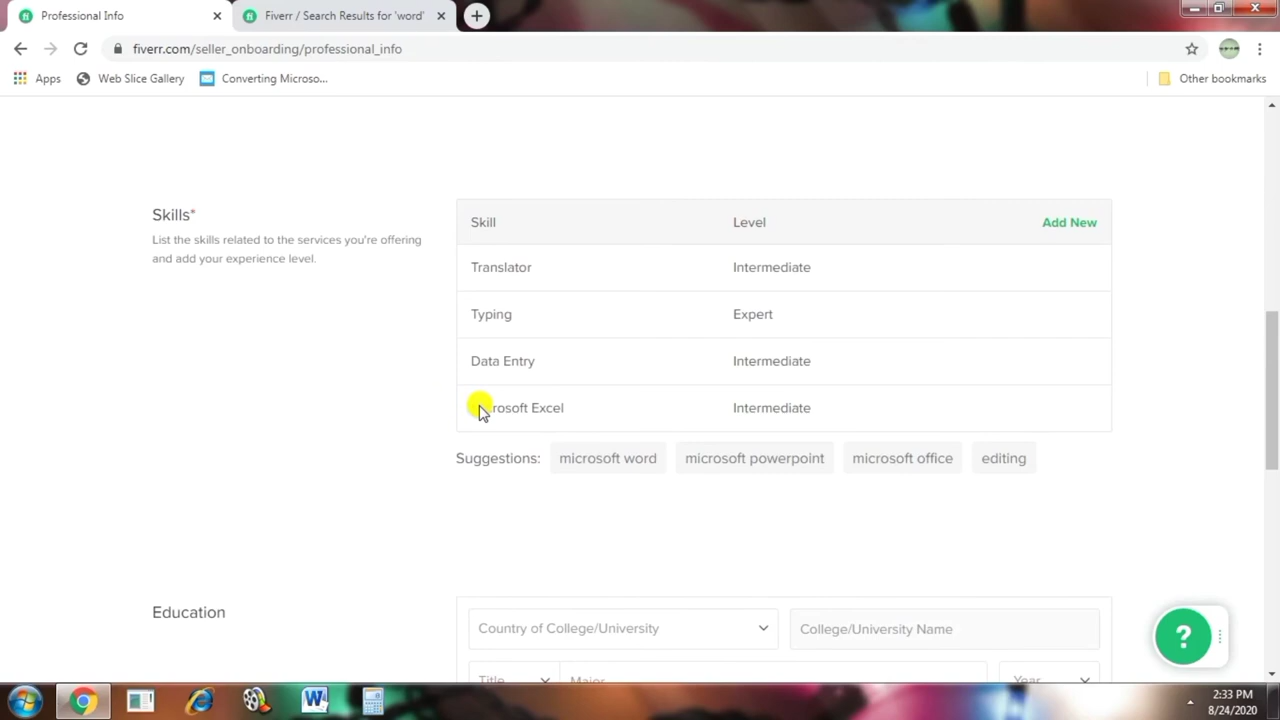 Professional Info
Fiverr / Search Results for 'word'
fiverr.com/seller_onboarding/professional_info
Apps
Web Slice Gallery
Converting Microso...
Other bookmarks
Skills*
List the skills related to the services you're offering
and add your experience level.
Skill Level Add New
Translator Intermediate
Typing Expert
Data Entry Intermediate
rosoft Excel Intermediate
Suggestions: microsoft word microsoft powerpoint microsoft office editing
Education
Country of College/University
College/University Name
Title
Major
Year
?
2:33 PM
8/24/2020